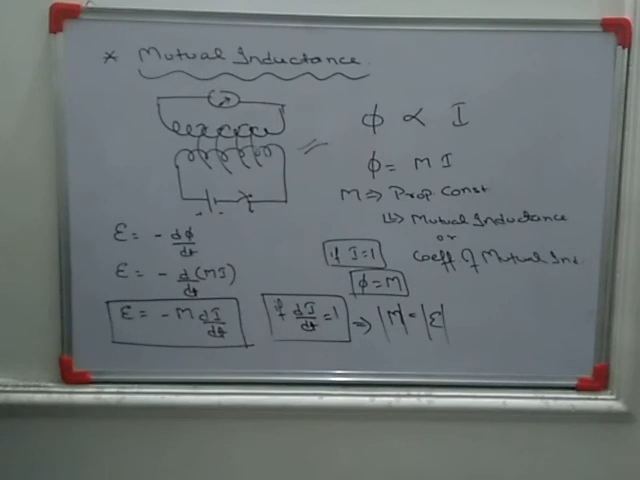 * Mutual Inductance
ϕ ∝ I
ϕ = M I
M ⇒ Prop Const
↳ Mutual Inductance
or
Coeff of Mutual Ind.
ε = - dϕ/dt
ε = - d/dt (MI)
ε = - M dI/dt
if I=1
ϕ=M
if dI/dt = 1 ⇒ |M| = |ε|